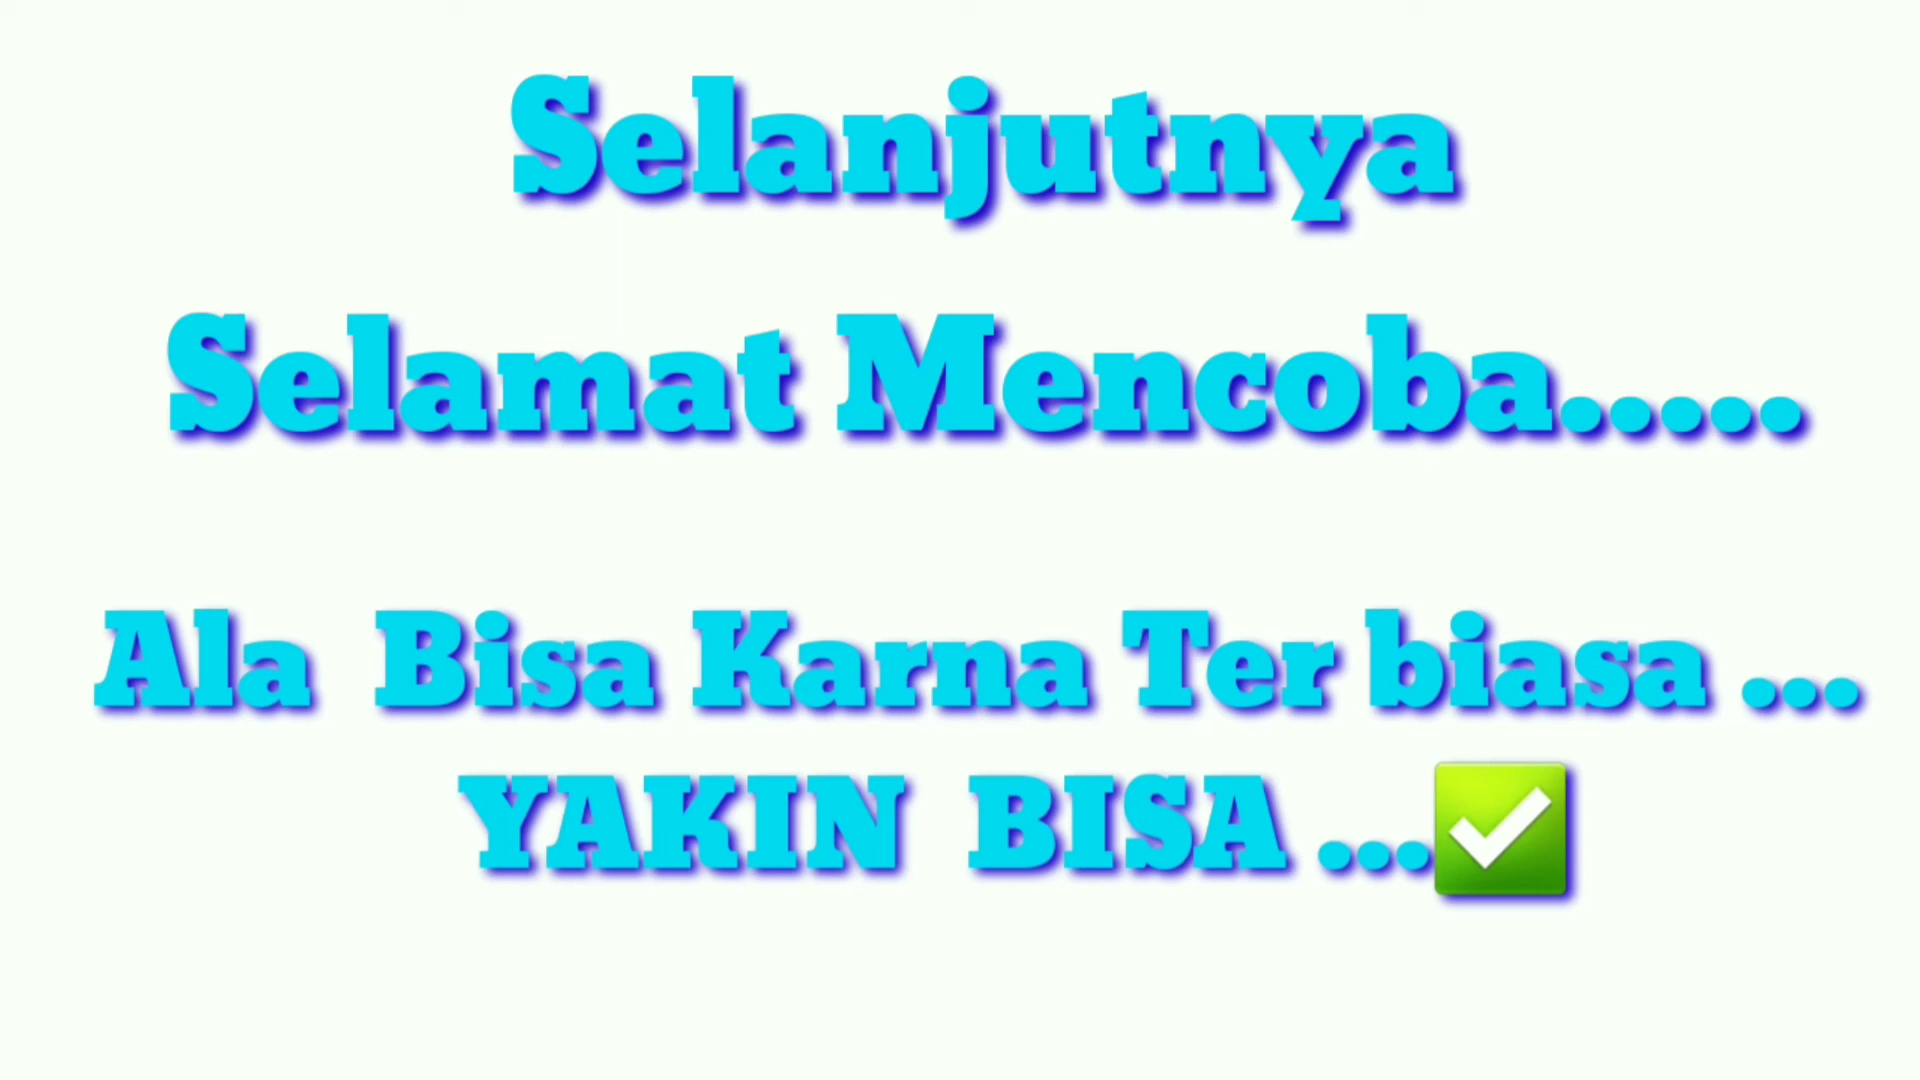 Selanjutnya
Selamat Mencoba.....
Ala Bisa Karna Ter biasa ...
YAKIN BISA ...✅